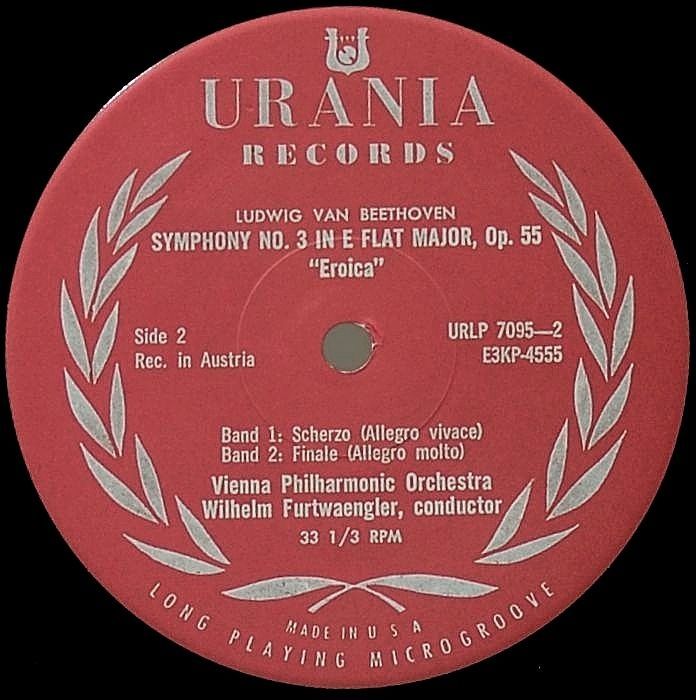 URANIA
RECORDS
LUDWIG VAN BEETHOVEN
SYMPHONY NO. 3 IN E FLAT MAJOR, Op. 55
"Eroica"
Side 2
Rec. in Austria
URLP 7095—2
E3KP-4555
Band 1: Scherzo (Allegro vivace)
Band 2: Finale (Allegro molto)
Vienna Philharmonic Orchestra
Wilhelm Furtwaengler, conductor
33 1/3 RPM
MADE IN U S A
LONG PLAYING MICROGROOVE